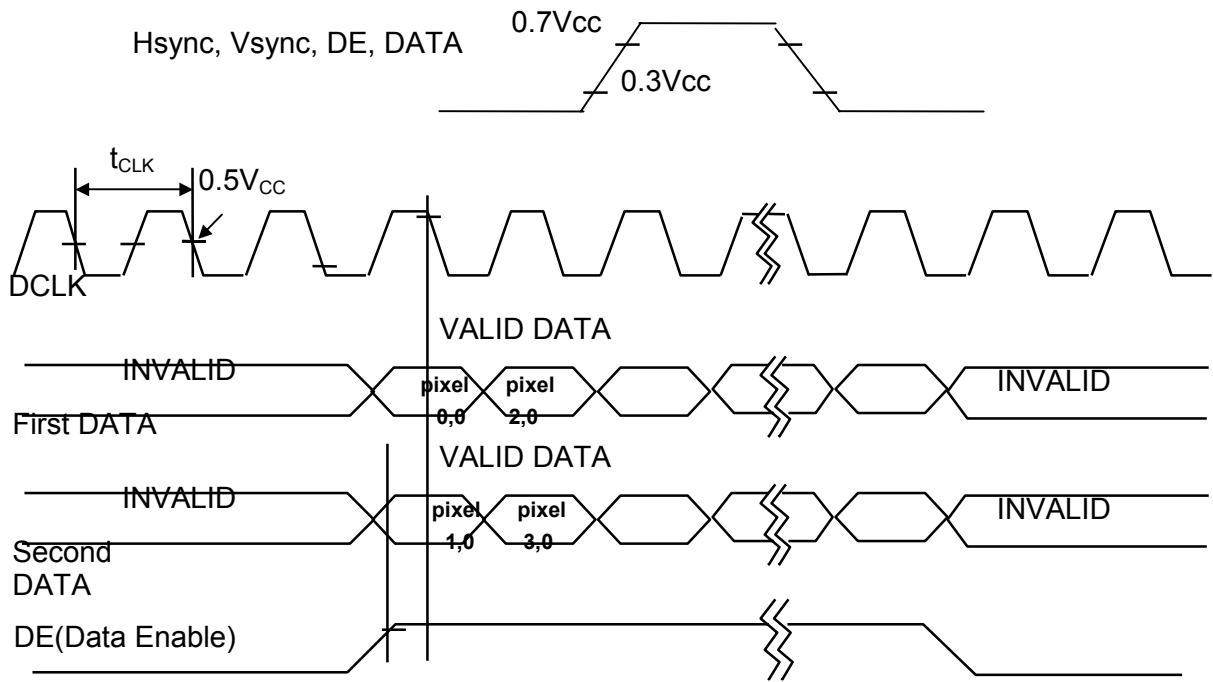 Hsync, Vsync, DE, DATA
0.7Vcc
0.3Vcc
tCLK
0.5VCC
DCLK
VALID DATA
INVALID
pixel
0,0
pixel
2,0
INVALID
First DATA
VALID DATA
INVALID
pixel
1,0
pixel
3,0
INVALID
Second
DATA
DE(Data Enable)